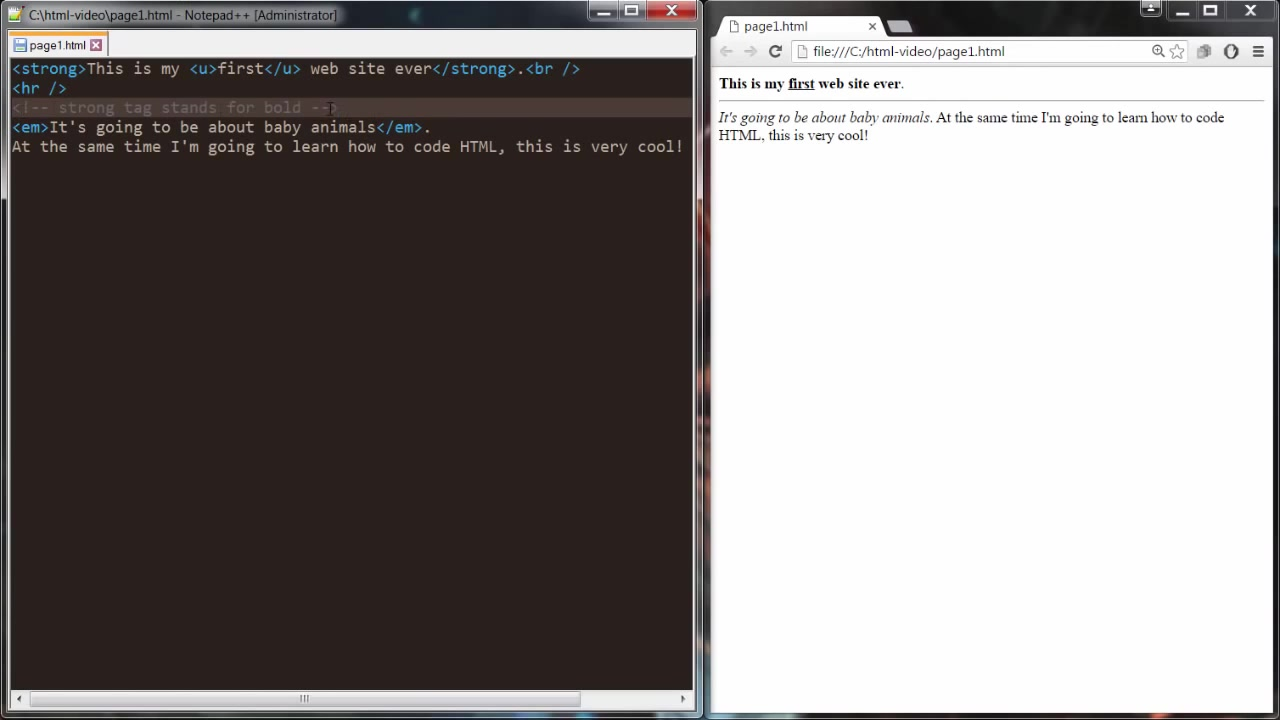 C:\html-video\page1.html - Notepad++ [Administrator]
page1.html
<strong>This is my <u>first</u> web site ever</strong>.<br />
<hr />
<!-- strong tag stands for bold -->
<em>It's going to be about baby animals</em>.
At the same time I'm going to learn how to code HTML, this is very cool!
page1.html
file:///C:/html-video/page1.html
This is my first web site ever.
It's going to be about baby animals. At the same time I'm going to learn how to code
HTML, this is very cool!